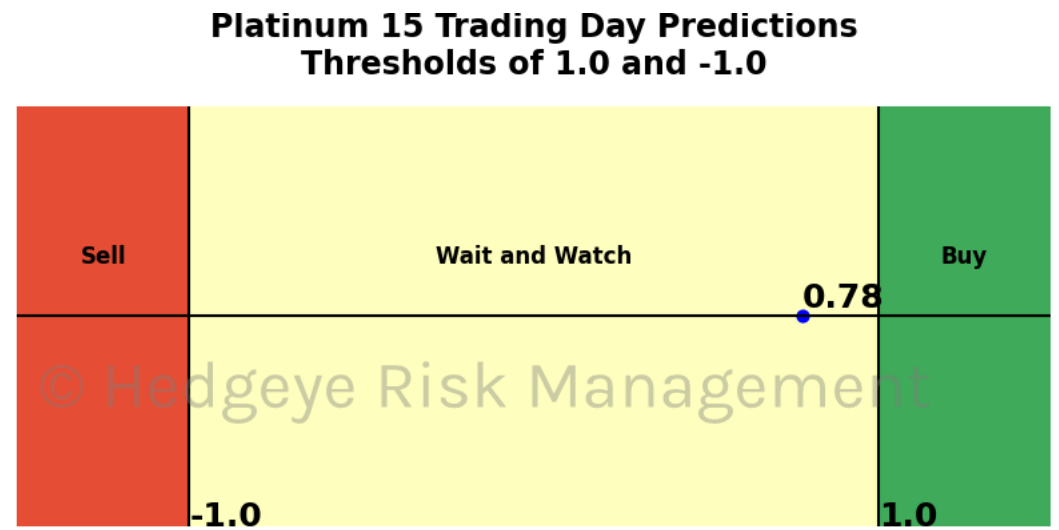 Platinum 15 Trading Day Predictions
Thresholds of 1.0 and -1.0
Sell
Wait and Watch
Buy
0.78
© Hedgeye Risk Management
-1.0
1.0